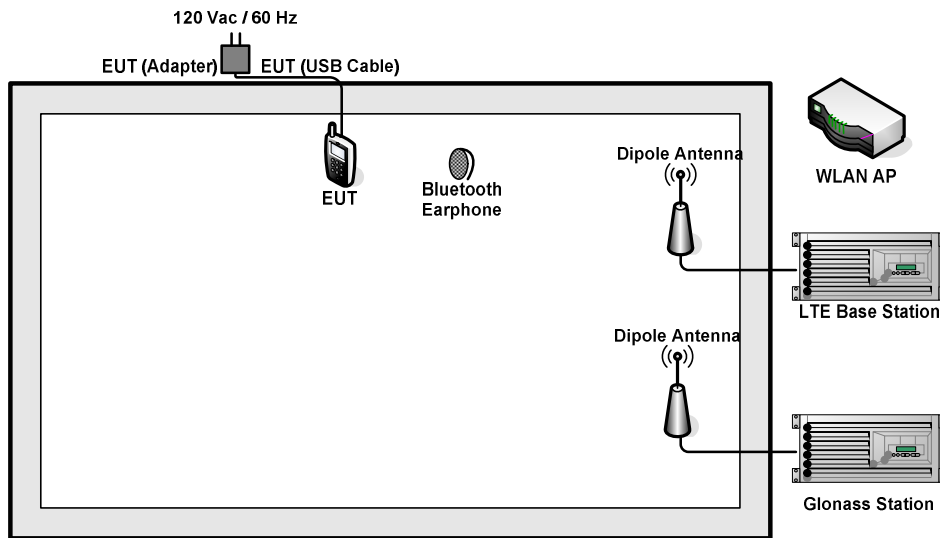 120 Vac / 60 Hz
EUT (Adapter)
EUT (USB Cable)
EUT
Bluetooth
Earphone
Dipole Antenna
WLAN AP
LTE Base Station
Dipole Antenna
Glonass Station